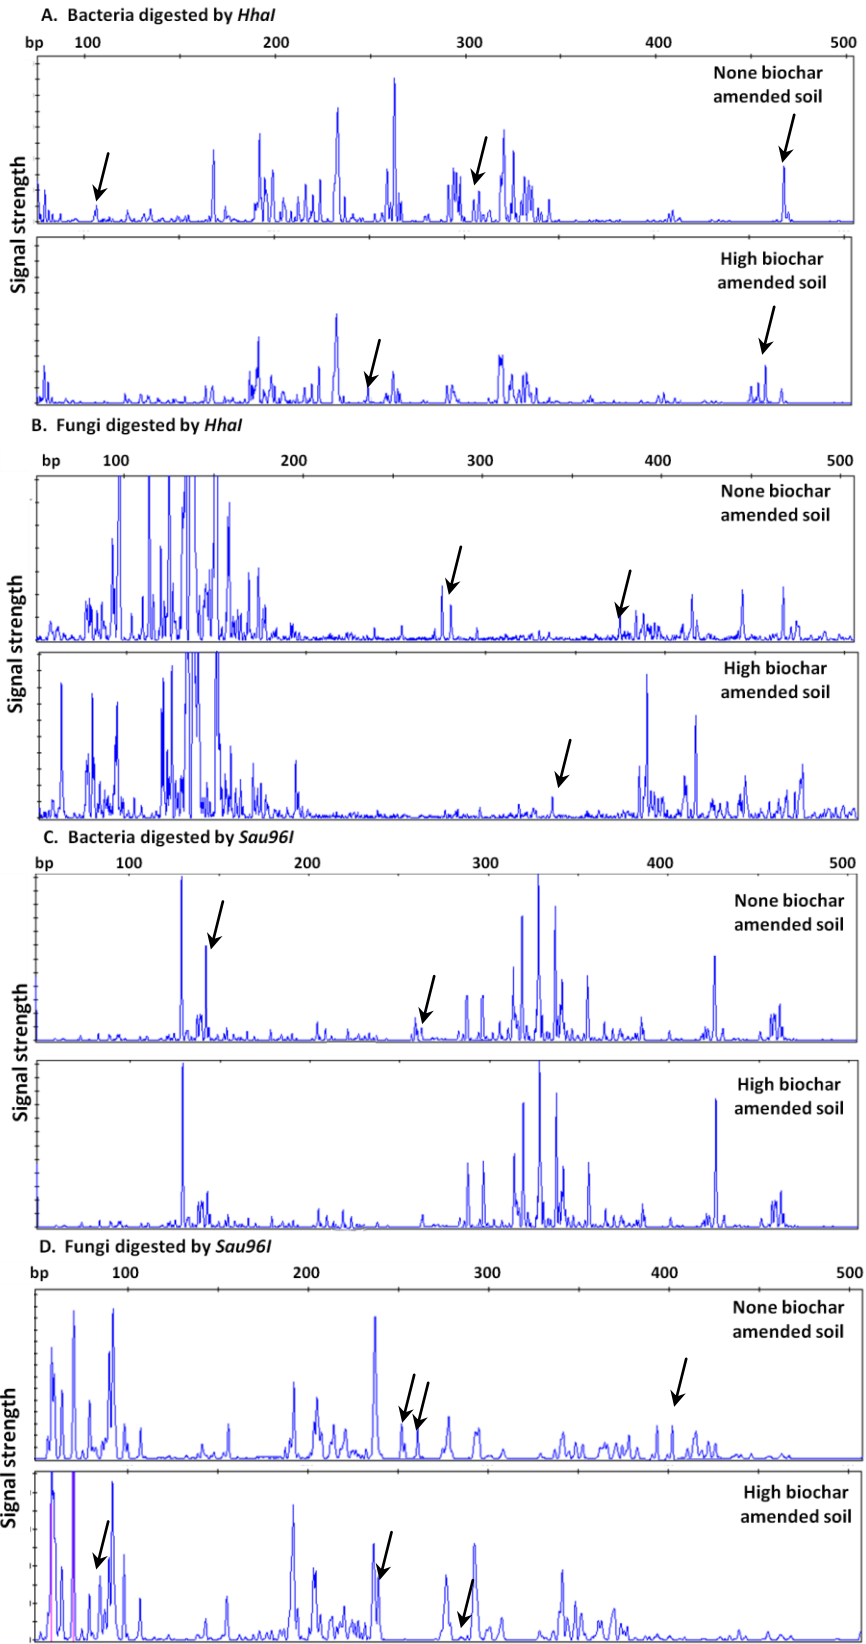 A. Bacteria digested by HhaI
bp 100 200 300 400 500
None biochar
amended soil
High biochar
amended soil
Signal strength
B. Fungi digested by HhaI
bp 100 200 300 400 500
None biochar
amended soil
High biochar
amended soil
Signal strength
C. Bacteria digested by Sau96I
bp 100 200 300 400 500
None biochar
amended soil
High biochar
amended soil
Signal strength
D. Fungi digested by Sau96I
bp 100 200 300 400 500
None biochar
amended soil
High biochar
amended soil
Signal strength